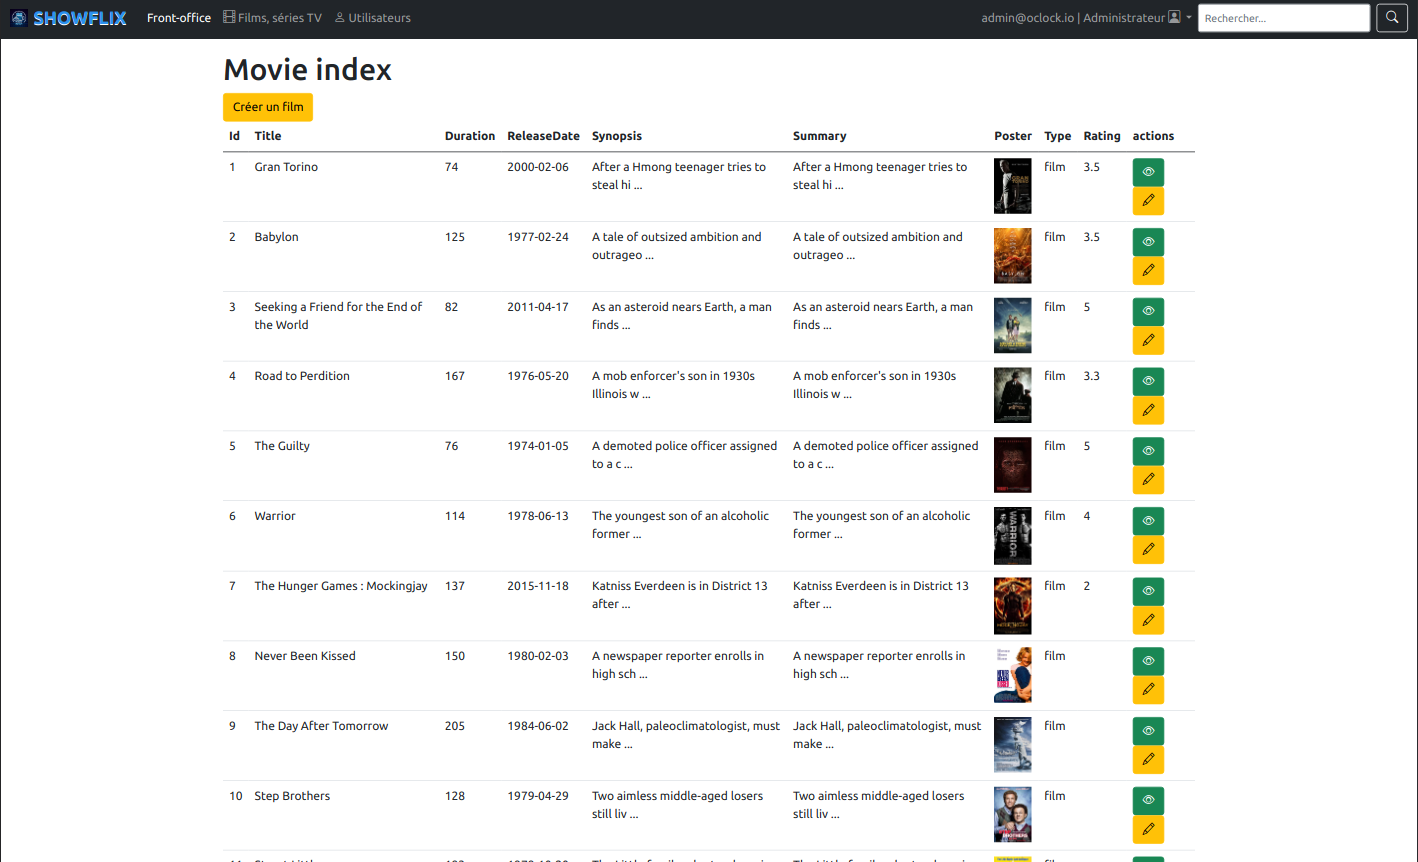 SHOWFLIX Front-office Films, séries TV Utilisateurs admin@oclock.io | Administrateur Rechercher...
Movie index
Créer un film
Id Title Duration ReleaseDate Synopsis Summary Poster Type Rating actions
1 Gran Torino 74 2000-02-06 After a Hmong teenager tries to After a Hmong teenager tries to film 3.5
steal hi ... steal hi ...
2 Babylon 125 1977-02-24 A tale of outsized ambition and A tale of outsized ambition and film 3.5
outrageo ... outrageo ...
3 Seeking a Friend for the End of 82 2011-04-17 As an asteroid nears Earth, a man As an asteroid nears Earth, a man film 5
the World finds ... finds ...
4 Road to Perdition 167 1976-05-20 A mob enforcer's son in 1930s A mob enforcer's son in 1930s film 3.3
Illinois w ... Illinois w ...
5 The Guilty 76 1974-01-05 A demoted police officer assigned A demoted police officer assigned film 5
to a c ... to a c ...
6 Warrior 114 1978-06-13 The youngest son of an alcoholic The youngest son of an alcoholic WARRIOR film 4
former ... former ...
7 The Hunger Games : Mockingjay 137 2015-11-18 Katniss Everdeen is in District 13 Katniss Everdeen is in District 13 film 2
after ... after ...
8 Never Been Kissed 150 1980-02-03 A newspaper reporter enrolls in A newspaper reporter enrolls in film
high sch ... high sch ...
9 The Day After Tomorrow 205 1984-06-02 Jack Hall, paleoclimatologist, must Jack Hall, paleoclimatologist, must film
make ... make ...
10 Step Brothers 128 1979-04-29 Two aimless middle-aged losers Two aimless middle-aged losers film
still liv ... still liv ...